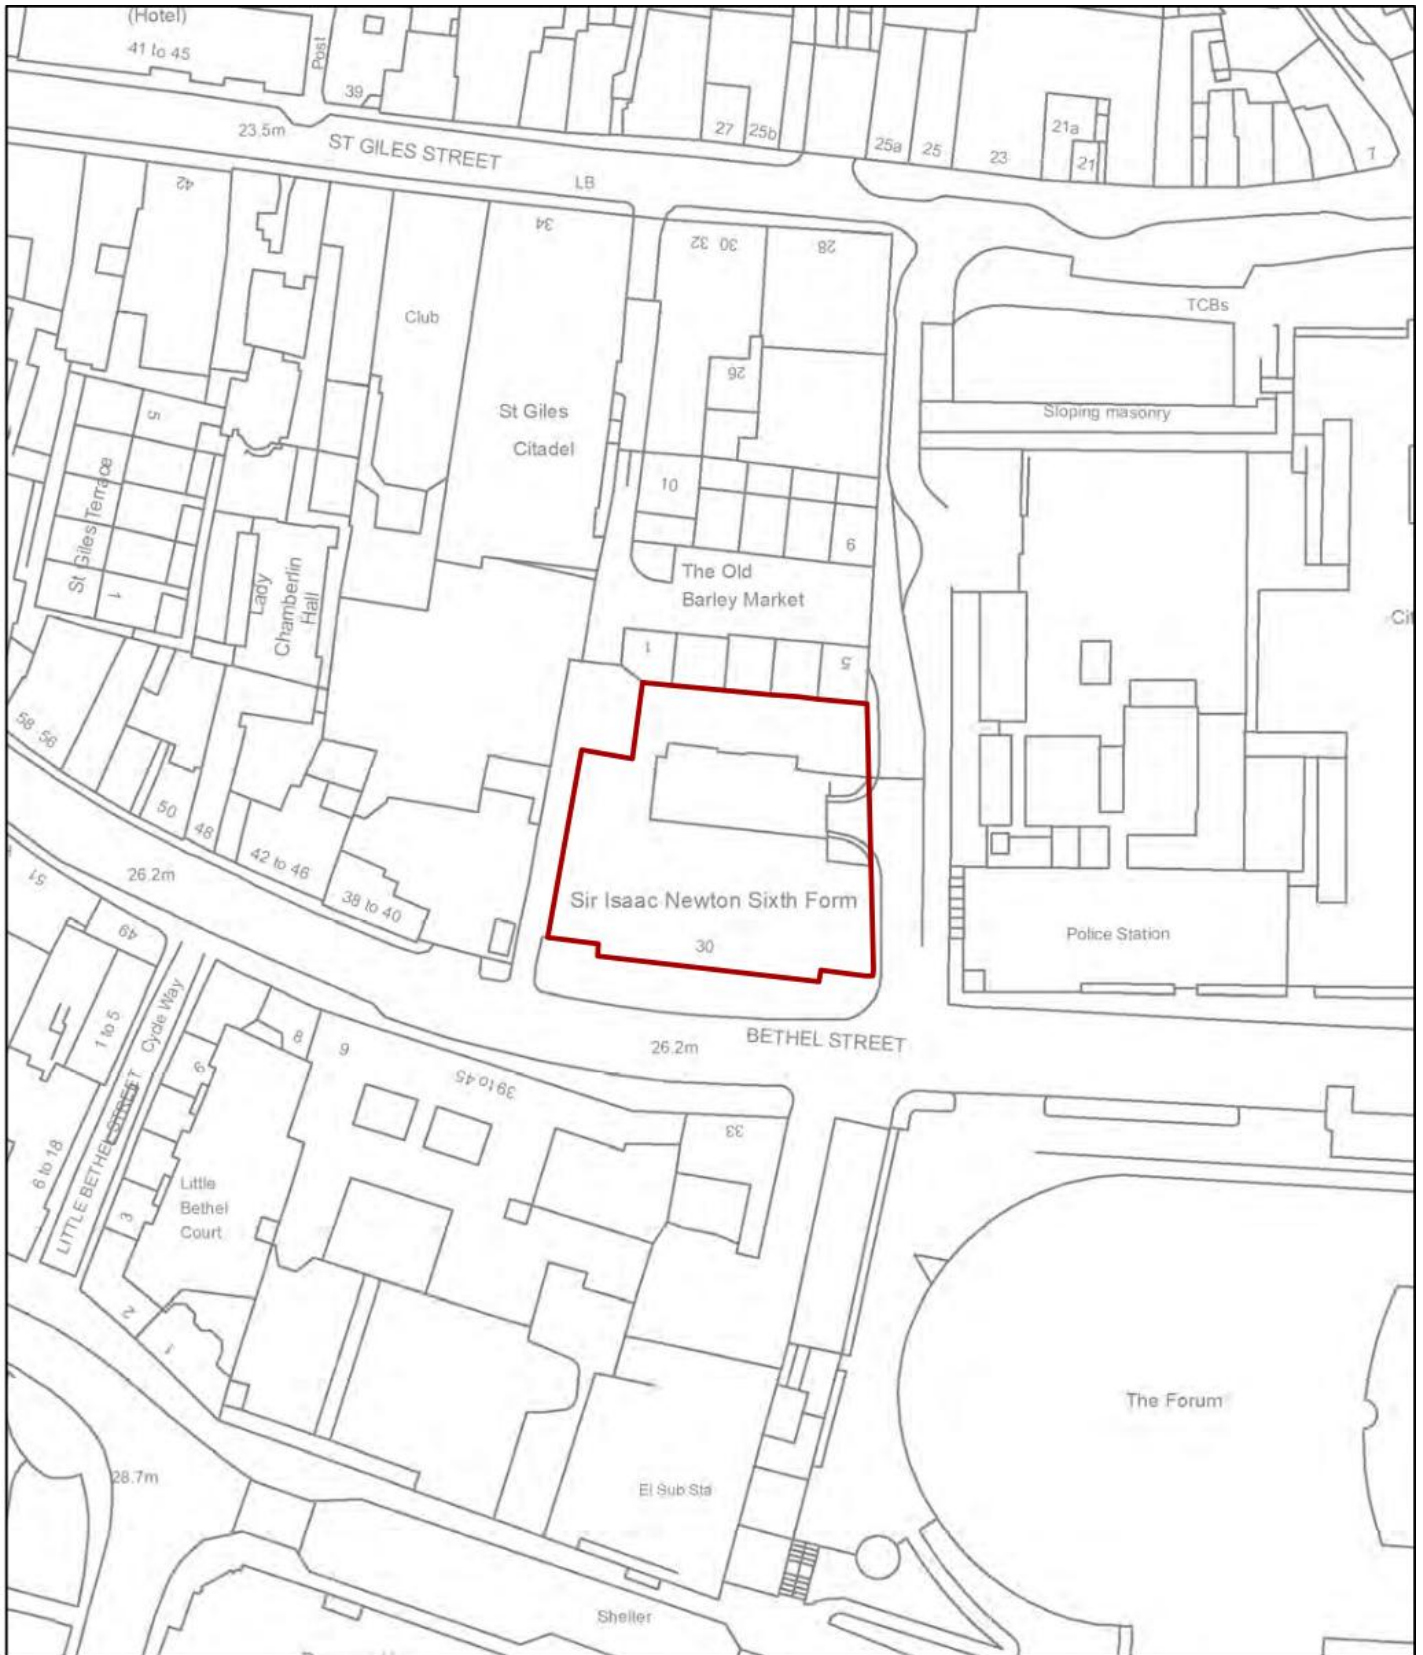 (Hotel)
41 to 45
Post
39
23.5m
ST GILES STREET
LB
27
25b
25a
25
23
21a
21
7
42
34
30 32
28
TCBs
Club
26
St Giles
Citadel
Sloping masonry
5
St Giles Terrace
1
10
6
Lady
Chamberlin
Hall
The Old
Barley Market
1
5
58 56
50
48
42 to 46
38 to 40
26.2m
51
49
Sir Isaac Newton Sixth Form
30
Police Station
BETHEL STREET
26.2m
1 to 5
Cycle Way
LITTLE BETHEL STREET
6 to 18
8
9
6
39 to 45
33
Little
Bethel
Court
3
2
1
The Forum
28.7m
El Sub Sta
Shelter